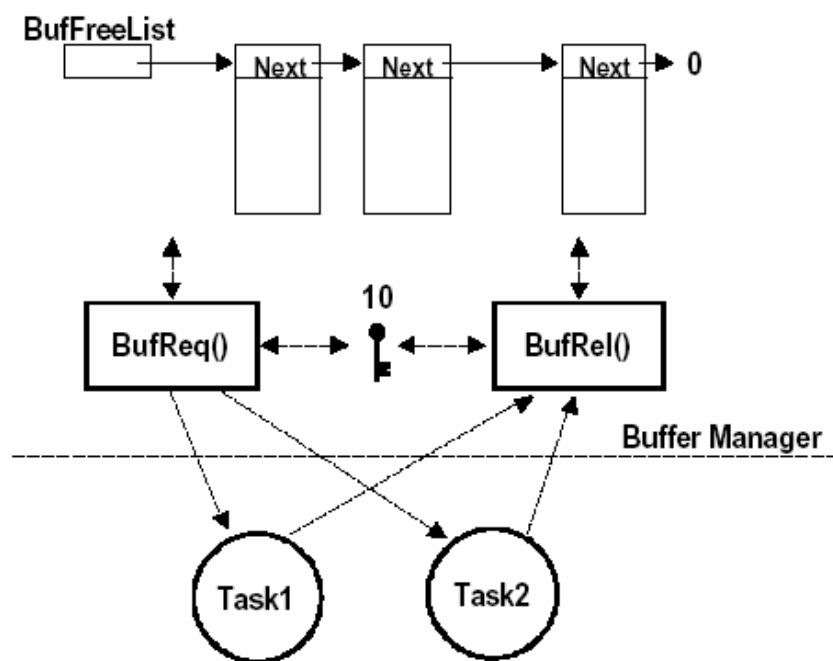 BufFreeList
Next Next Next 0
10
BufReq() BufRel()
Buffer Manager
Task1 Task2